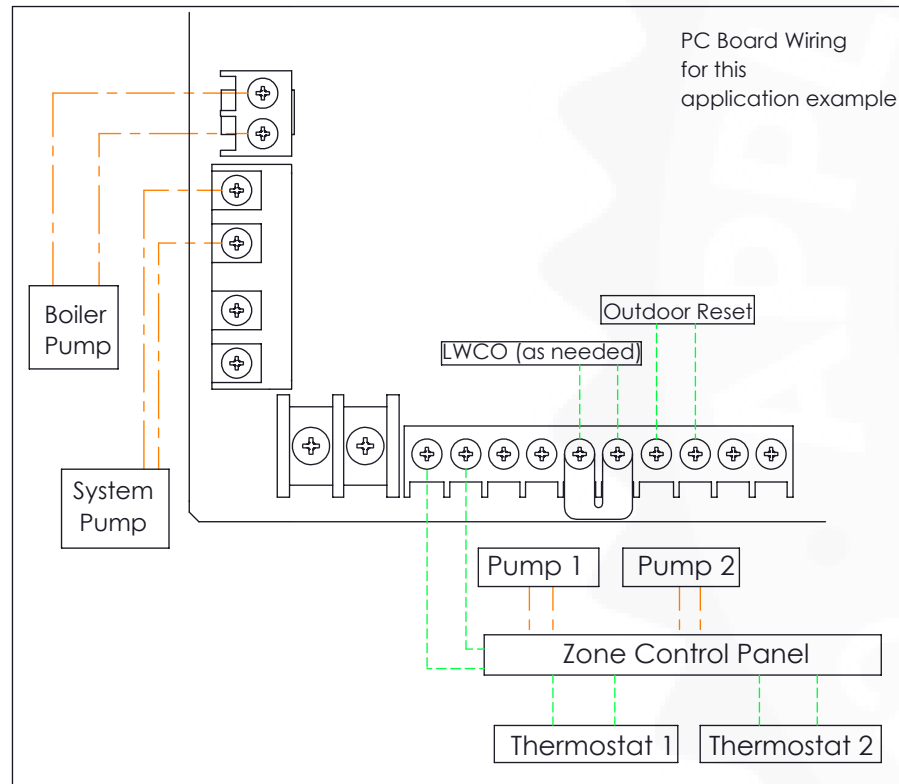 PC Board Wiring
for this
application example
Boiler
Pump
Outdoor Reset
LWCO (as needed)
System
Pump
Pump 1
Pump 2
Zone Control Panel
Thermostat 1
Thermostat 2